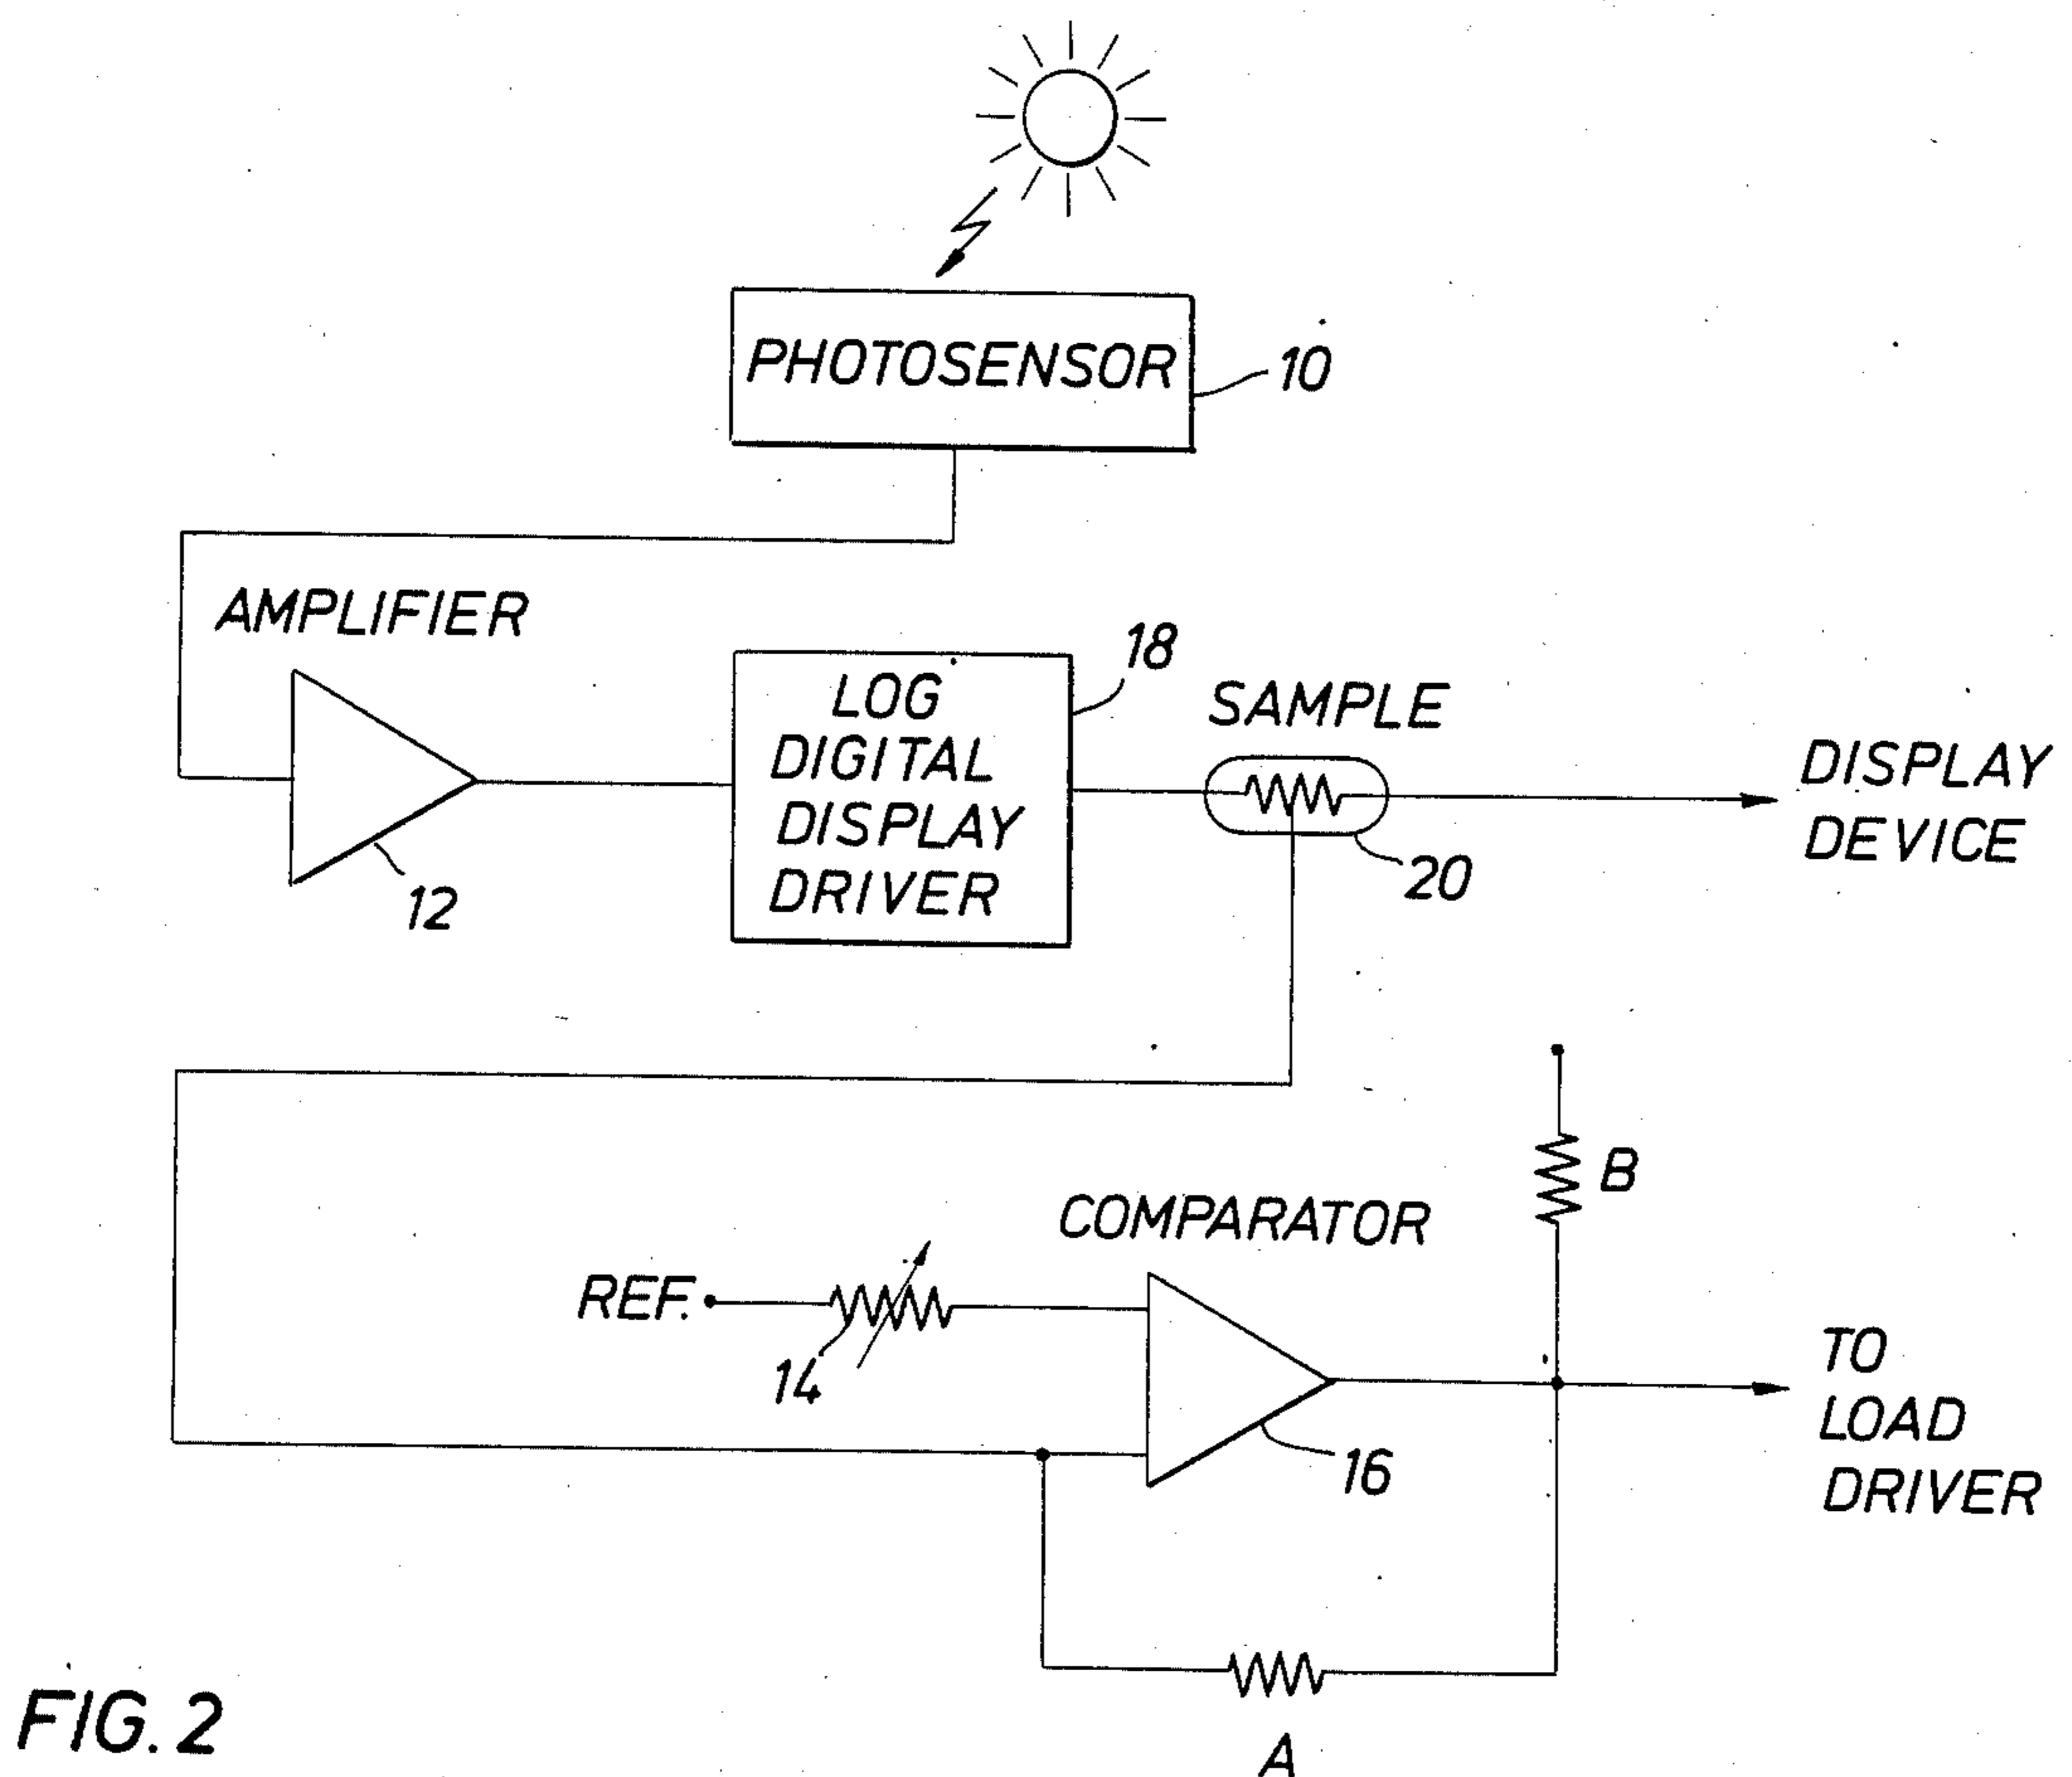 PHOTOSENSOR
10
AMPLIFIER
12
LOG
DIGITAL
DISPLAY
DRIVER
18
SAMPLE
20
DISPLAY
DEVICE
B
COMPARATOR
REF.
14
16
TO
LOAD
DRIVER
A
FIG. 2